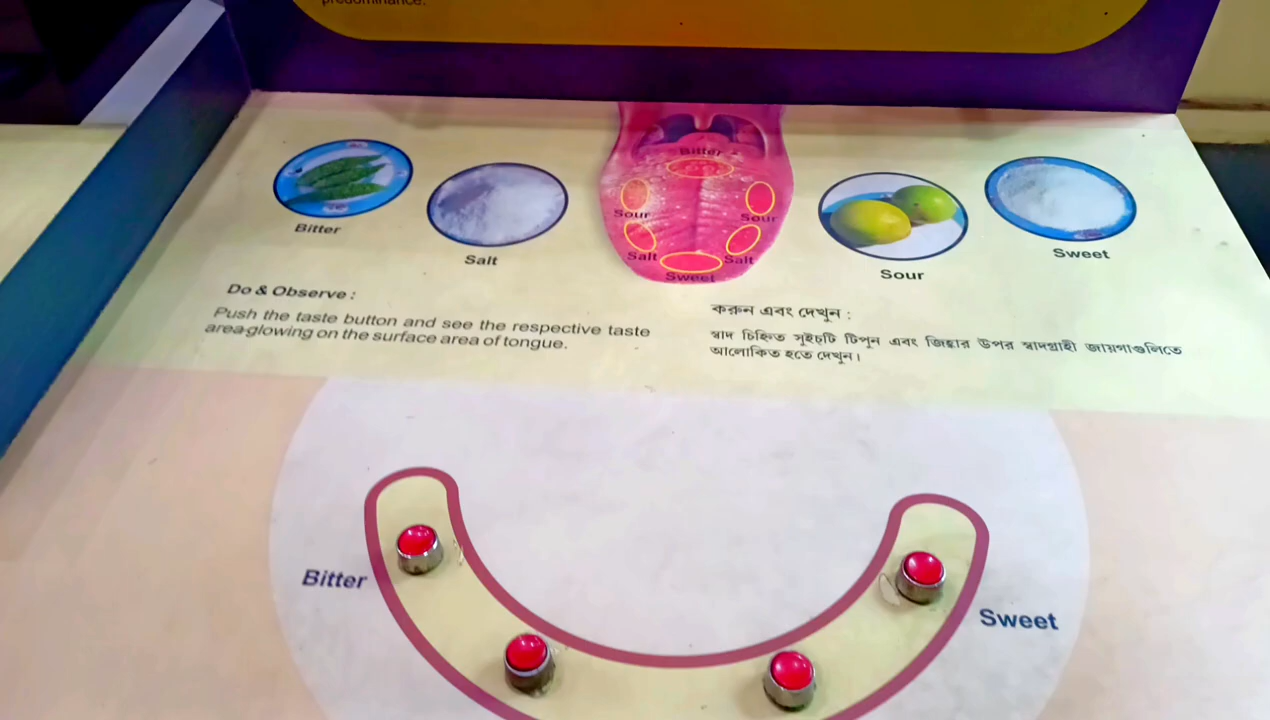 predominance.
Bitter
Sour
Sour
Salt
Salt
Sweet
Bitter
Salt
Sour
Sweet
Do & Observe :
Push the taste button and see the respective taste
area glowing on the surface area of tongue.
করুন এবং দেখুন :
স্বাদ চিহ্নিত সুইচটি টিপুন এবং জিহ্বার উপর স্বাদগ্রাহী জায়গাগুলিতে
আলোকিত হতে দেখুন।
Bitter
Sweet